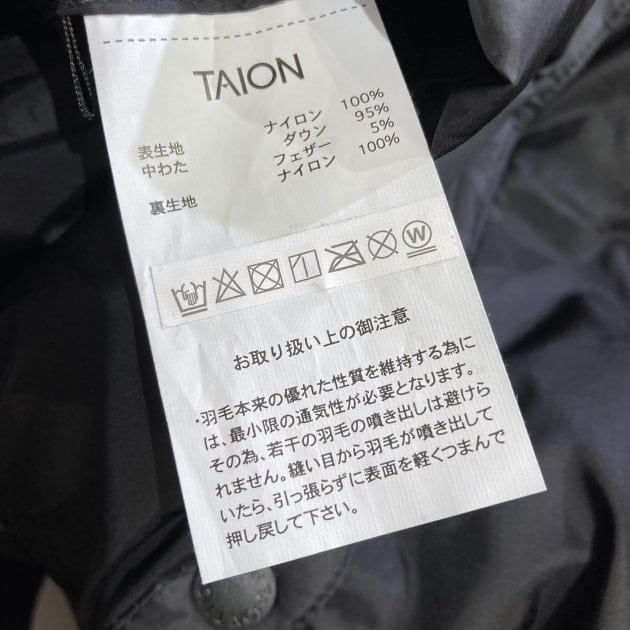 TAION
表生地 ナイロン 100%
中わた ダウン 95%
フェザー 5%
裏生地 ナイロン 100%
W
お取り扱い上の御注意
・羽毛本来の優れた性質を維持する為に
は、最小限の通気性が必要となります。
その為、若干の羽毛の噴き出しは避けら
れません。縫い目から羽毛が噴き出して
いたら、引っ張らずに表面を軽くつまんで
押し戻して下さい。